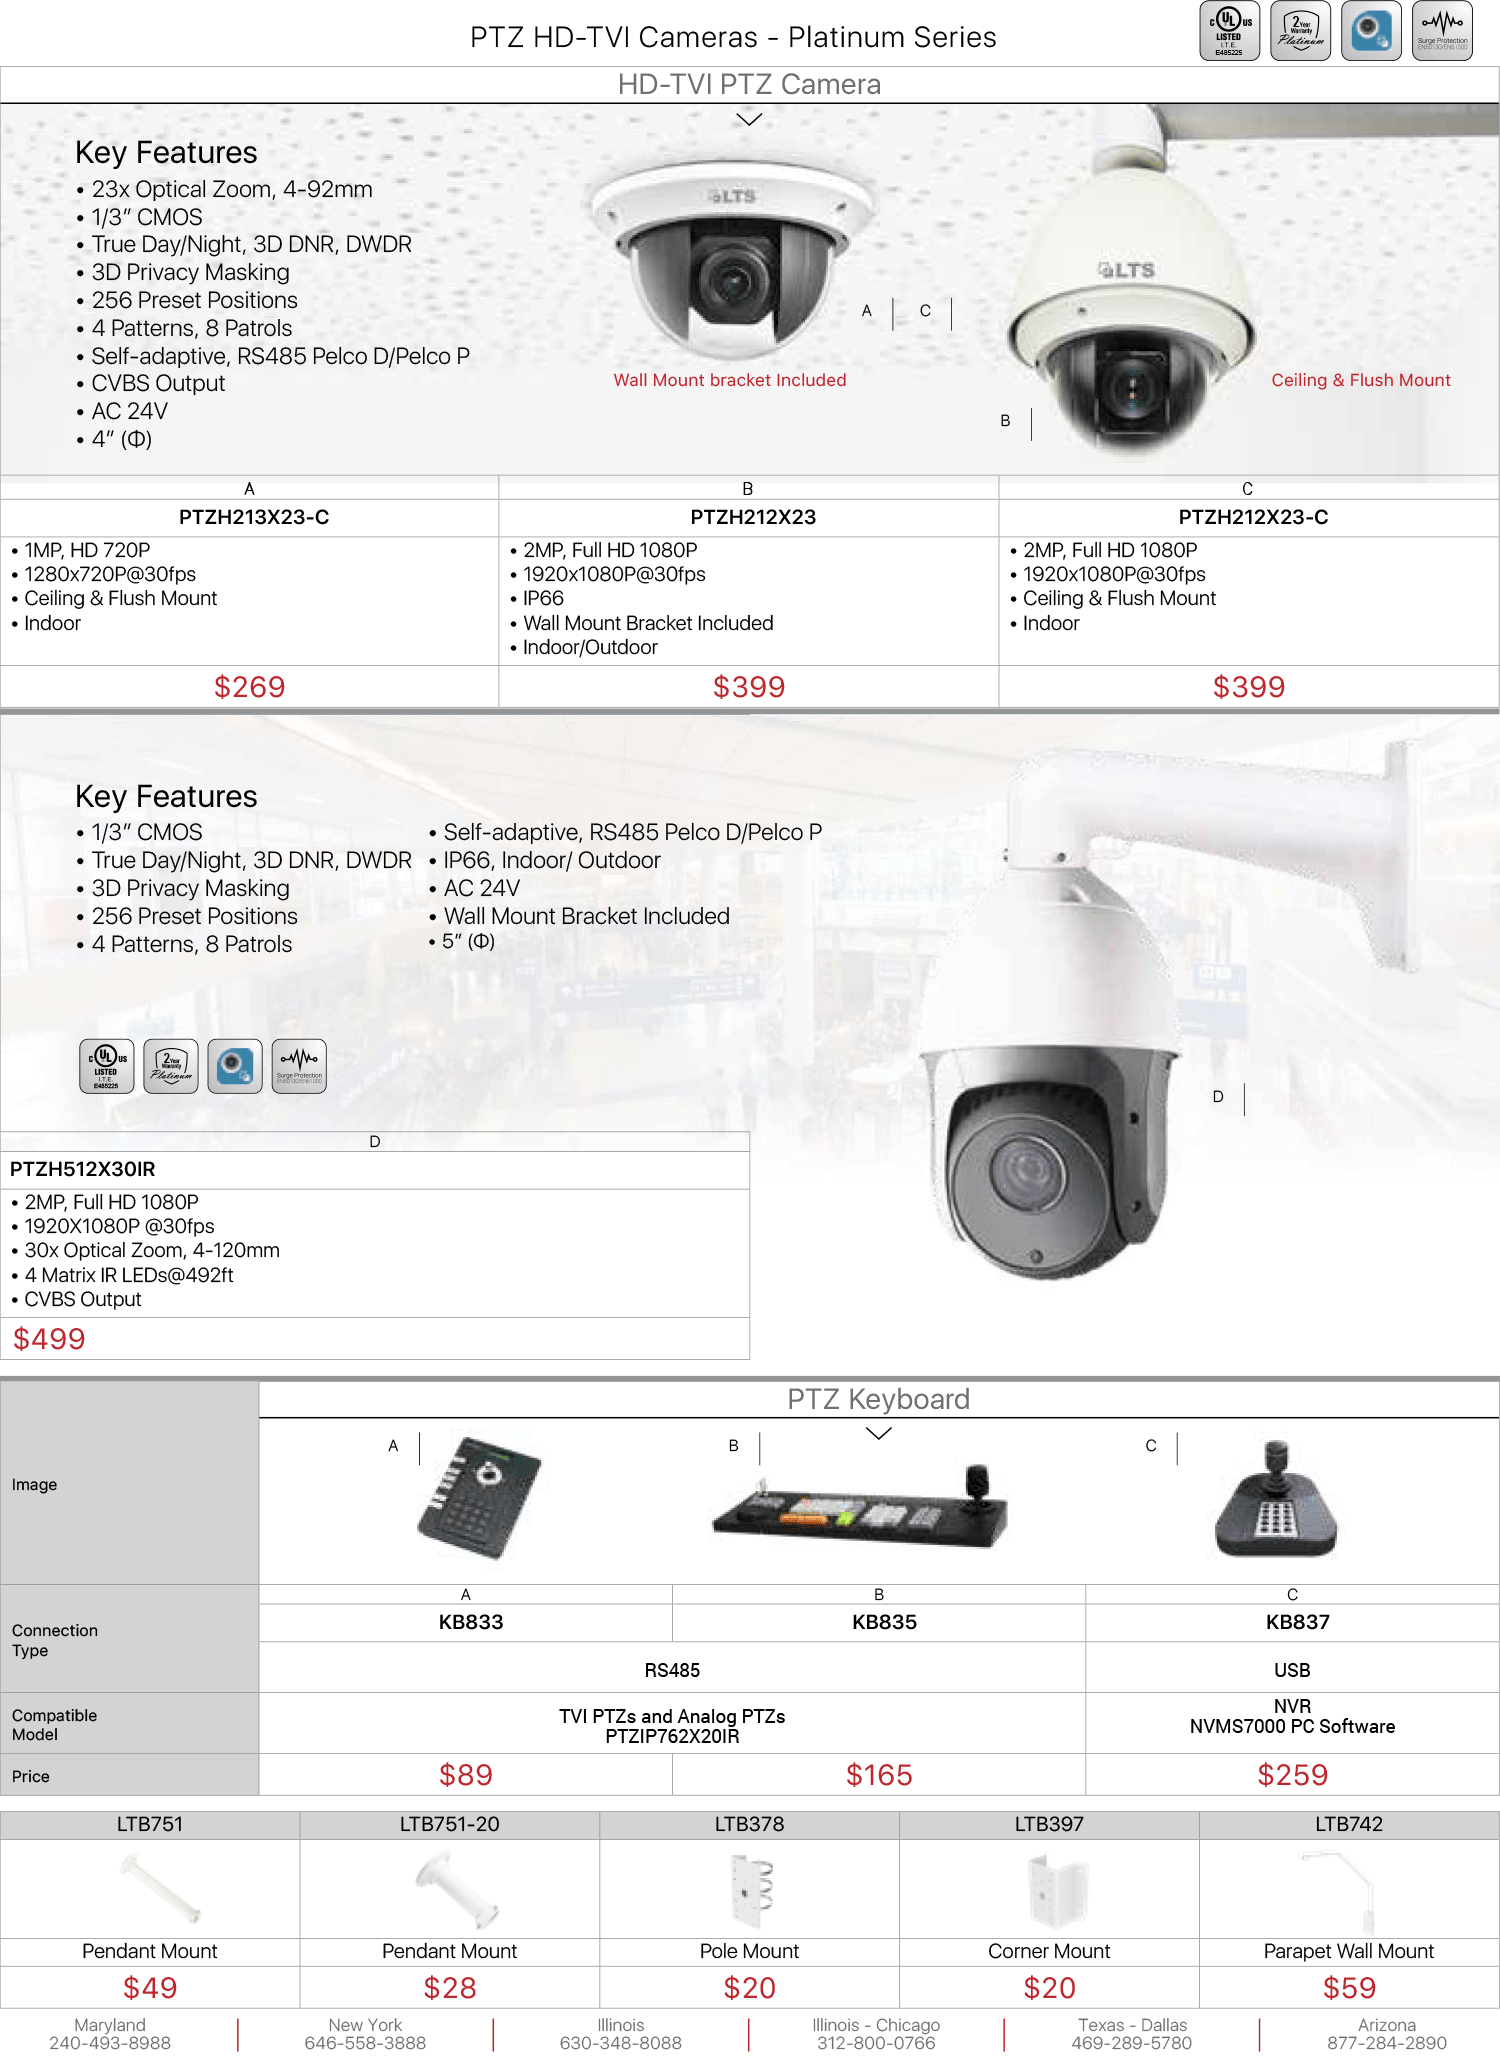 PTZ HD-TVI Cameras - Platinum Series
C UL US
LISTED
I.T.E.
E485225
2 Year
Warranty
Platinum
Surge Protection
EN50130/EN61000
HD-TVI PTZ Camera
Key Features
• 23x Optical Zoom, 4-92mm
• 1/3” CMOS
• True Day/Night, 3D DNR, DWDR
• 3D Privacy Masking
• 256 Preset Positions
• 4 Patterns, 8 Patrols
• Self-adaptive, RS485 Pelco D/Pelco P
• CVBS Output
• AC 24V
• 4” (Φ)
LTS
A
C
Wall Mount bracket Included
LTS
B
Ceiling & Flush Mount
A
B
C
PTZH213X23-C
PTZH212X23
PTZH212X23-C
• 1MP, HD 720P
• 1280x720P@30fps
• Ceiling & Flush Mount
• Indoor
• 2MP, Full HD 1080P
• 1920x1080P@30fps
• IP66
• Wall Mount Bracket Included
• Indoor/Outdoor
• 2MP, Full HD 1080P
• 1920x1080P@30fps
• Ceiling & Flush Mount
• Indoor
$269
$399
$399
Key Features
• 1/3” CMOS
• True Day/Night, 3D DNR, DWDR
• 3D Privacy Masking
• 256 Preset Positions
• 4 Patterns, 8 Patrols
• Self-adaptive, RS485 Pelco D/Pelco P
• IP66, Indoor/ Outdoor
• AC 24V
• Wall Mount Bracket Included
• 5” (Φ)
C UL US
LISTED
I.T.E.
E485225
2 Year
Warranty
Platinum
Surge Protection
EN50130/EN61000
D
D
PTZH512X30IR
• 2MP, Full HD 1080P
• 1920X1080P @30fps
• 30x Optical Zoom, 4-120mm
• 4 Matrix IR LEDs@492ft
• CVBS Output
$499
PTZ Keyboard
Image
A
B
C
A
B
C
Connection
Type
KB833
KB835
KB837
RS485
USB
Compatible
Model
TVI PTZs and Analog PTZs
PTZIP762X20IR
NVR
NVMS7000 PC Software
Price
$89
$165
$259
LTB751
LTB751-20
LTB378
LTB397
LTB742
Pendant Mount
Pendant Mount
Pole Mount
Corner Mount
Parapet Wall Mount
$49
$28
$20
$20
$59
Maryland
240-493-8988
New York
646-558-3888
Illinois
630-348-8088
Illinois - Chicago
312-800-0766
Texas - Dallas
469-289-5780
Arizona
877-284-2890